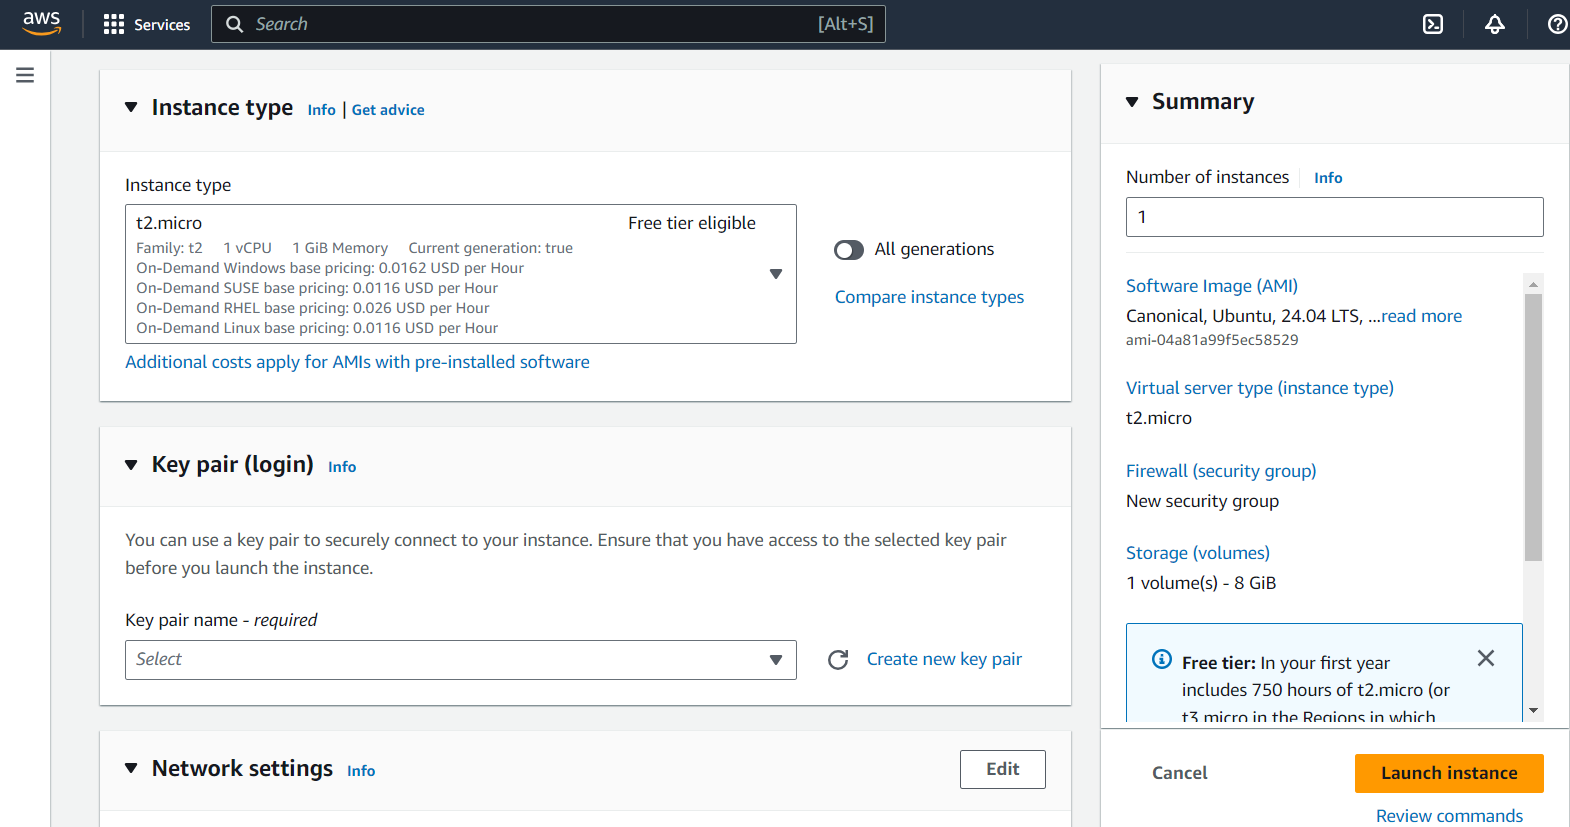 aws
Services
Search
[Alt+S]
Instance type
Info | Get advice
Instance type
t2.micro
Free tier eligible
Family: t2 1 vCPU 1 GiB Memory Current generation: true
On-Demand Windows base pricing: 0.0162 USD per Hour
On-Demand SUSE base pricing: 0.0116 USD per Hour
On-Demand RHEL base pricing: 0.026 USD per Hour
On-Demand Linux base pricing: 0.0116 USD per Hour
All generations
Compare instance types
Additional costs apply for AMIs with pre-installed software
Key pair (login)
Info
You can use a key pair to securely connect to your instance. Ensure that you have access to the selected key pair
before you launch the instance.
Key pair name - required
Select
Create new key pair
Network settings
Info
Edit
Summary
Number of instances
Info
1
Software Image (AMI)
Canonical, Ubuntu, 24.04 LTS, ...read more
ami-04a81a99f5ec58529
Virtual server type (instance type)
t2.micro
Firewall (security group)
New security group
Storage (volumes)
1 volume(s) - 8 GiB
Free tier: In your first year
includes 750 hours of t2.micro (or
t3.micro in the Regions in which
Cancel
Launch instance
Review commands